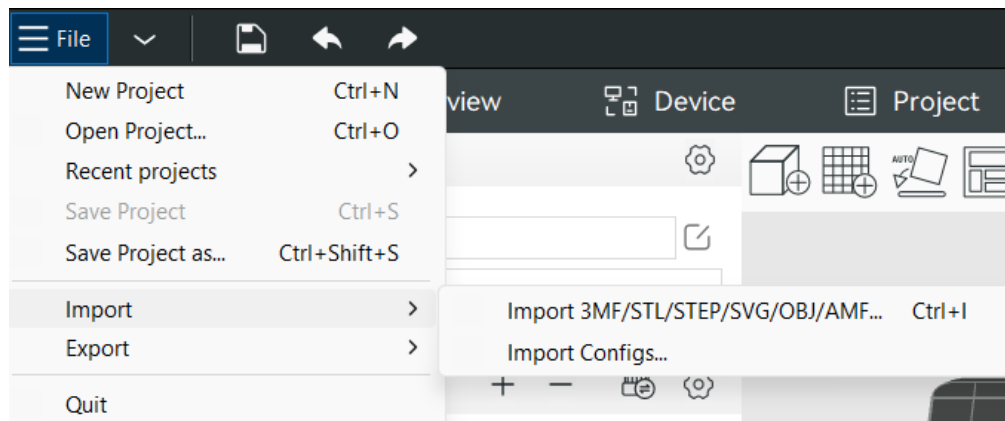 File
view
Device
Project
AUTO
New Project Ctrl+N
Open Project... Ctrl+O
Recent projects
Save Project Ctrl+S
Save Project as... Ctrl+Shift+S
Import
Import 3MF/STL/STEP/SVG/OBJ/AMF... Ctrl+I
Export
Import Configs...
Quit